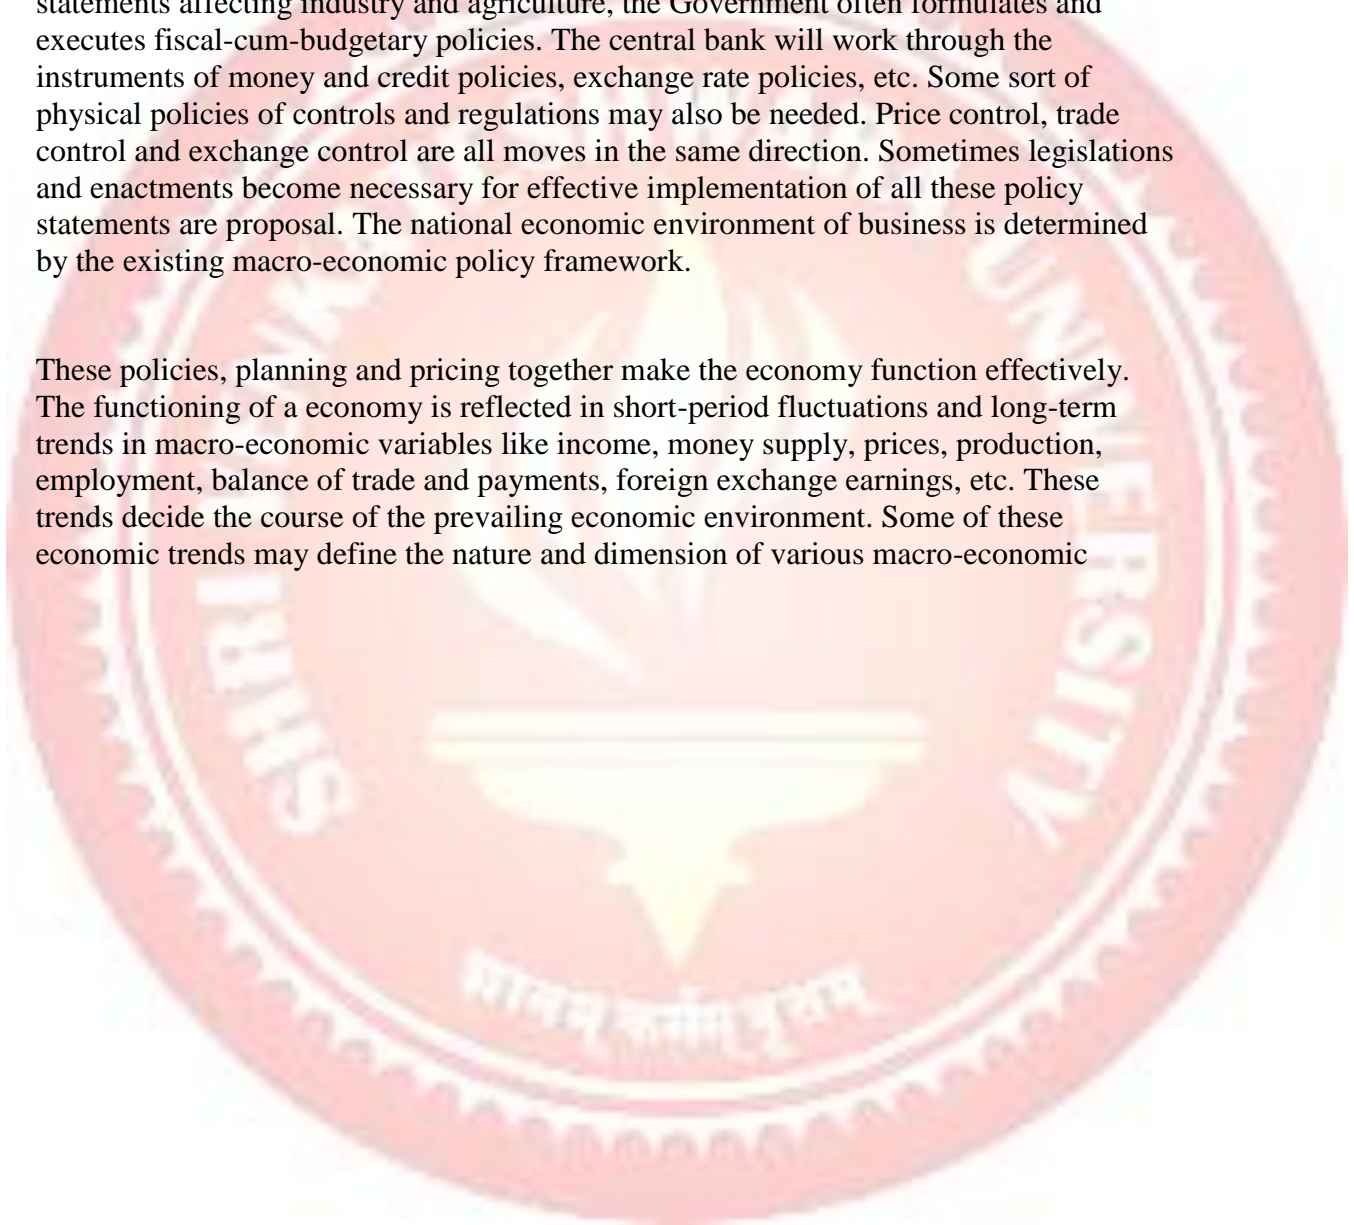 statements affecting industry and agriculture, the Government often formulates and
executes fiscal-cum-budgetary policies. The central bank will work through the
instruments of money and credit policies, exchange rate policies, etc. Some sort of
physical policies of controls and regulations may also be needed. Price control, trade
control and exchange control are all moves in the same direction. Sometimes legislations
and enactments become necessary for effective implementation of all these policy
statements are proposal. The national economic environment of business is determined
by the existing macro-economic policy framework.
These policies, planning and pricing together make the economy function effectively.
The functioning of a economy is reflected in short-period fluctuations and long-term
trends in macro-economic variables like income, money supply, prices, production,
employment, balance of trade and payments, foreign exchange earnings, etc. These
trends decide the course of the prevailing economic environment. Some of these
economic trends may define the nature and dimension of various macro-economic
SHRI UNIVERSITY